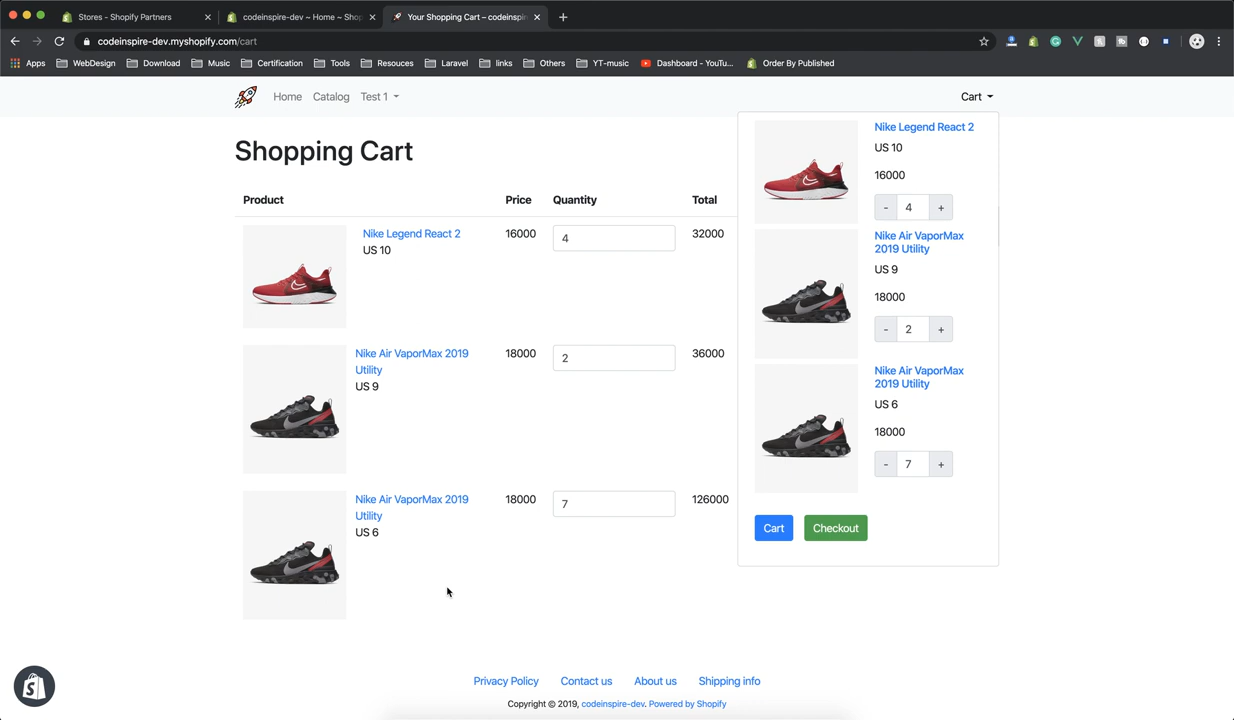 Stores - Shopify Partners
codeinspire-dev ~ Home ~ Shop
Your Shopping Cart – codeinspire
codeinspire-dev.myshopify.com/cart
Apps WebDesign Download Music Certification Tools Resouces Laravel links Others YT-music Dashboard - YouTu... Order By Published
Home Catalog Test 1 Cart
Shopping Cart
Product Price Quantity Total
Nike Legend React 2 16000 4 32000
US 10
Nike Air VaporMax 2019 18000 2 36000
Utility
US 9
Nike Air VaporMax 2019 18000 7 126000
Utility
US 6
Nike Legend React 2
US 10
16000
- 4 +
Nike Air VaporMax
2019 Utility
US 9
18000
- 2 +
Nike Air VaporMax
2019 Utility
US 6
18000
- 7 +
Cart Checkout
Privacy Policy Contact us About us Shipping info
Copyright © 2019, codeinspire-dev. Powered by Shopify